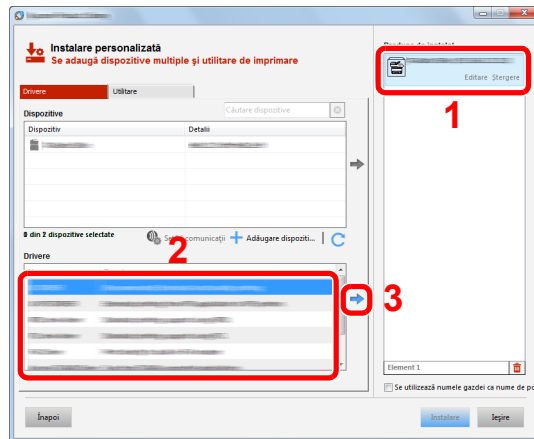 Instalare personalizată
Se adaugă dispozitive multiple şi utilitare de imprimare
1
Editare Ştergere
Drivere
Utilitare
Dispozitive
Căutare dispozitive
Dispozitiv
Detalii
0 din 2 dispozitive selectate
comunicaţii
Adăugare dispoziti...
2
Drivere
3
Element 1
Se utilizează numele gazdei ca nume de po
Înapoi
Instalare
Ieşire